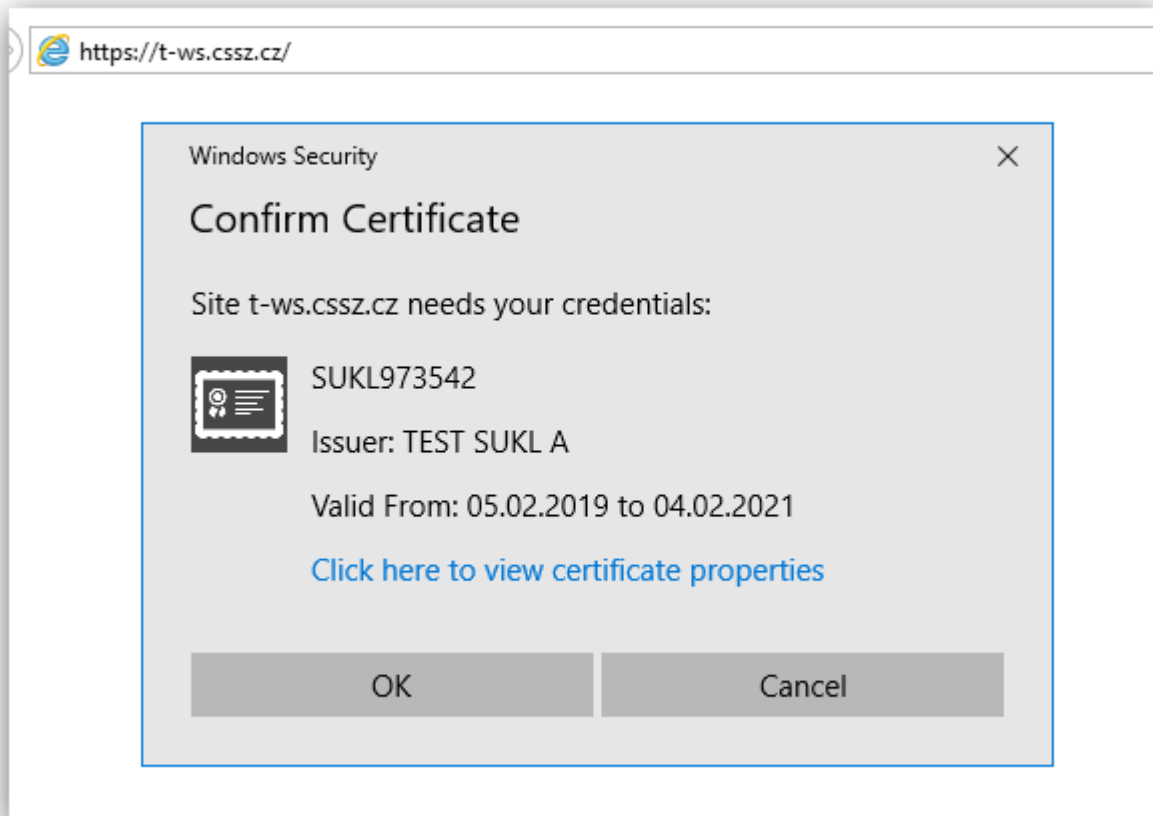 https://t-ws.cssz.cz/
Windows Security
Confirm Certificate
Site t-ws.cssz.cz needs your credentials:
SUKL973542
Issuer: TEST SUKL A
Valid From: 05.02.2019 to 04.02.2021
Click here to view certificate properties
OK
Cancel